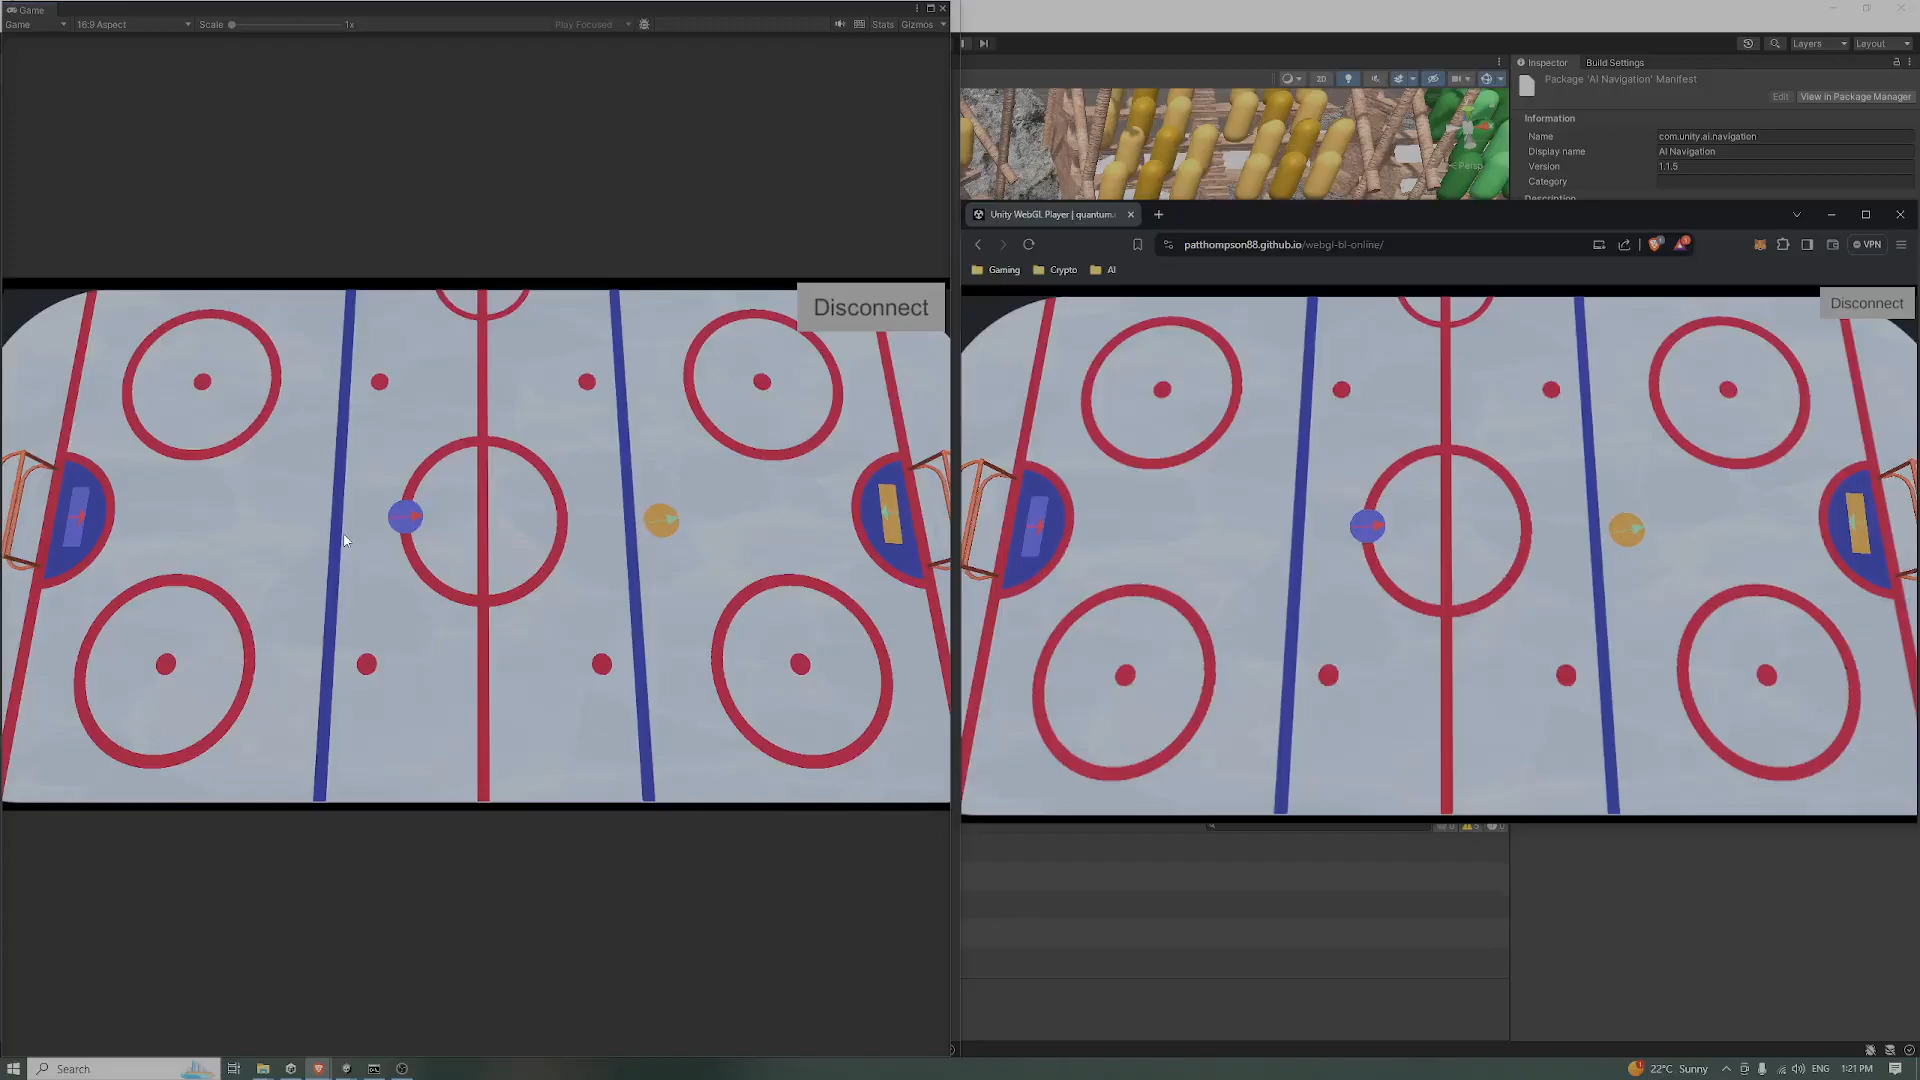 Game
Game
16:9 Aspect
Scale
1x
Play Focused
Stats
Gizmos
Disconnect
Layers
Layout
2D
Persp
Inspector
Build Settings
Package 'AI Navigation' Manifest
Edit
View in Package Manager
Information
Name
com.unity.ai.navigation
Display name
AI Navigation
Version
1.1.5
Category
Description
Unity WebGL Player | quantum.
patthompson88.github.io/webgl-bl-online/
VPN
Gaming
Crypto
AI
Disconnect
Search
22°C Sunny
ENG
1:21 PM